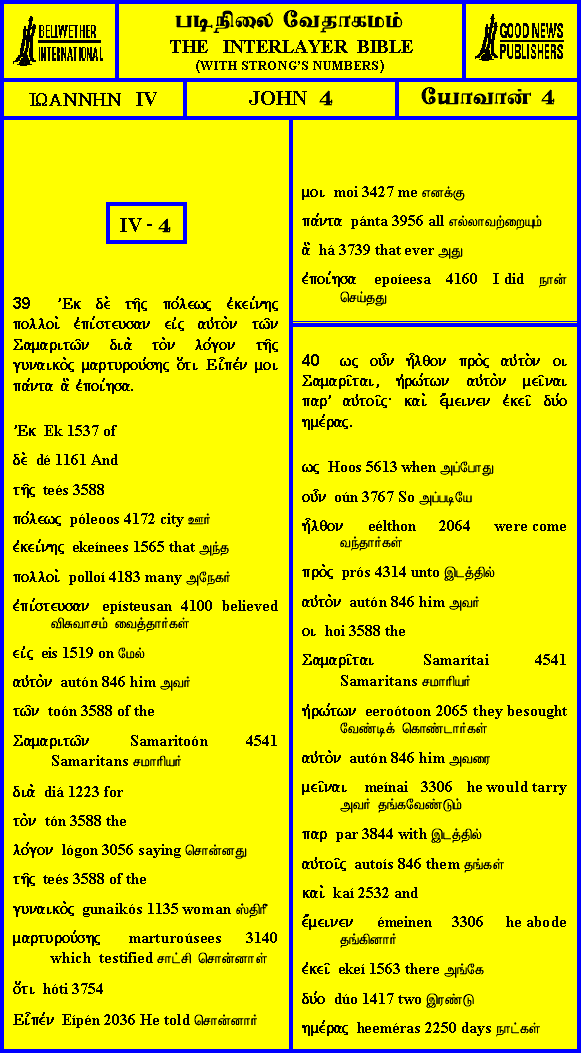 BELLWETHER
INTERNATIONAL
படிநிலை வேதாகமம்
THE INTERLAYER BIBLE
(WITH STRONG'S NUMBERS)
GOOD NEWS
PUBLISHERS
ΙΩΑΝΝΗΝ IV
JOHN 4
யோவான் 4
IV - 4
39 Ἐκ δὲ τῆς πόλεως ἐκείνης
πολλοὶ ἐπίστευσαν εἰς αὐτὸν τῶν
Σαμαριτῶν διὰ τὸν λόγον τῆς
γυναικὸς μαρτυρούσης ὅτι Εἶπέν μοι
πάντα ἃ ἐποίησα.
Ἐκ Ek 1537 of
δὲ dé 1161 And
τῆς teés 3588
πόλεως póleoos 4172 city ஊர்
ἐκείνης ekeínees 1565 that அந்த
πολλοὶ polloí 4183 many அநேகர்
ἐπίστευσαν epísteusan 4100 believed
விசுவாசம் வைத்தார்கள்
εἰς eis 1519 on மேல்
αὐτὸν autón 846 him அவர்
τῶν toón 3588 of the
Σαμαριτῶν Samaritoón 4541
Samaritans சமாரியர்
διὰ diá 1223 for
τὸν tón 3588 the
λόγον lógon 3056 saying சொன்னது
τῆς teés 3588 of the
γυναικὸς gunaikós 1135 woman ஸ்திரீ
μαρτυρούσης marturoúsees 3140
which testified சாட்சி சொன்னாள்
ὅτι hóti 3754
Εἶπέν Eípén 2036 He told சொன்னார்
μοι moi 3427 me எனக்கு
πάντα pánta 3956 all எல்லாவற்றையும்
ἃ há 3739 that ever அது
ἐποίησα epoíeesa 4160 I did நான்
செய்தது
40 ως οὖν ἦλθον πρὸς αὐτὸν οι
Σαμαρῖται, ἠρώτων αὐτὸν μεῖναι
παρ' αὐτοῖς· καὶ ἔμεινεν ἐκεῖ δύο
ημέρας.
ως Hoos 5613 when அப்போது
οὖν oún 3767 So அப்படியே
ἦλθον eélthon 2064 were come
வந்தார்கள்
πρὸς prós 4314 unto இடத்தில்
αὐτὸν autón 846 him அவர்
οι hoi 3588 the
Σαμαρῖται Samarítai 4541
Samaritans சமாரியர்
ἠρώτων eeroótoon 2065 they besought
வேண்டிக் கொண்டார்கள்
αὐτὸν autón 846 him அவரை
μεῖναι meínai 3306 he would tarry
அவர் தங்கவேண்டும்
παρ par 3844 with இடத்தில்
αὐτοῖς autoís 846 them தங்கள்
καὶ kaí 2532 and
ἔμεινεν émeinen 3306 he abode
தங்கினார்
ἐκεῖ ekeí 1563 there அங்கே
δύο dúo 1417 two இரண்டு
ημέρας heeméras 2250 days நாட்கள்